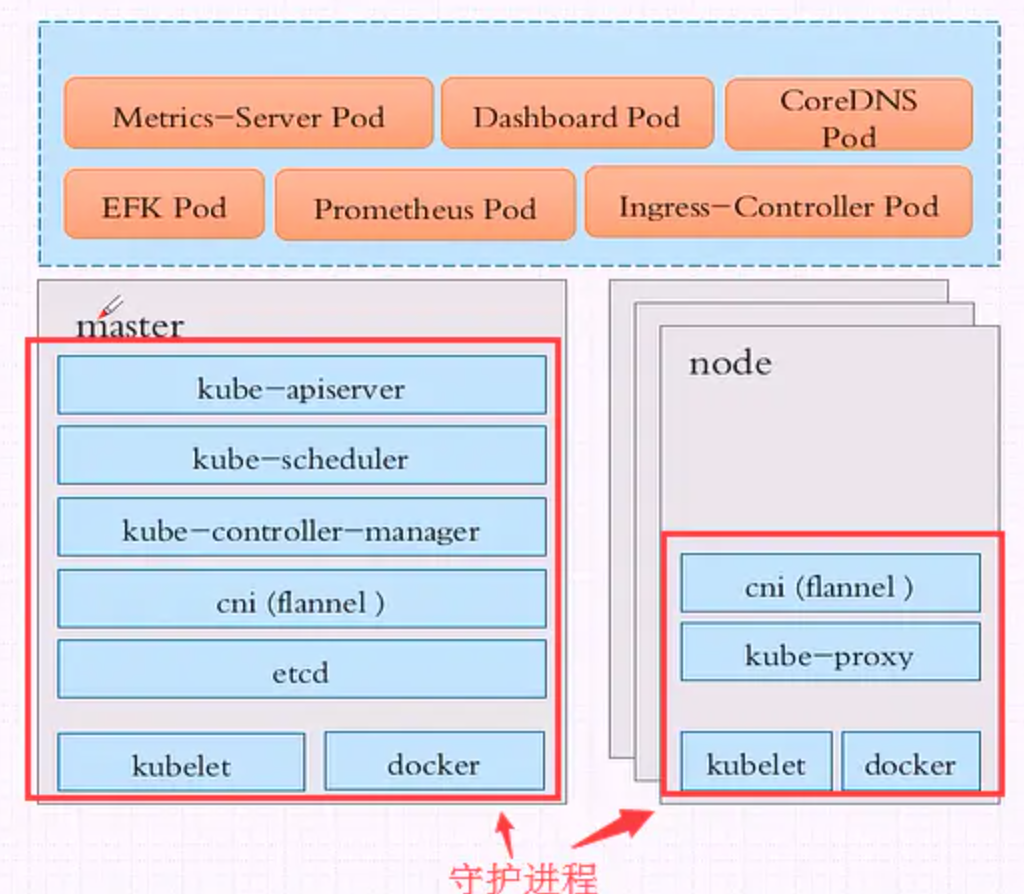 Metrics-Server Pod
Dashboard Pod
CoreDNS
Pod
EFK Pod
Prometheus Pod
Ingress-Controller Pod
master
kube-apiserver
kube-scheduler
kube-controller-manager
cni (flannel )
etcd
kubelet
docker
node
cni (flannel )
kube-proxy
kubelet
docker
守护进程